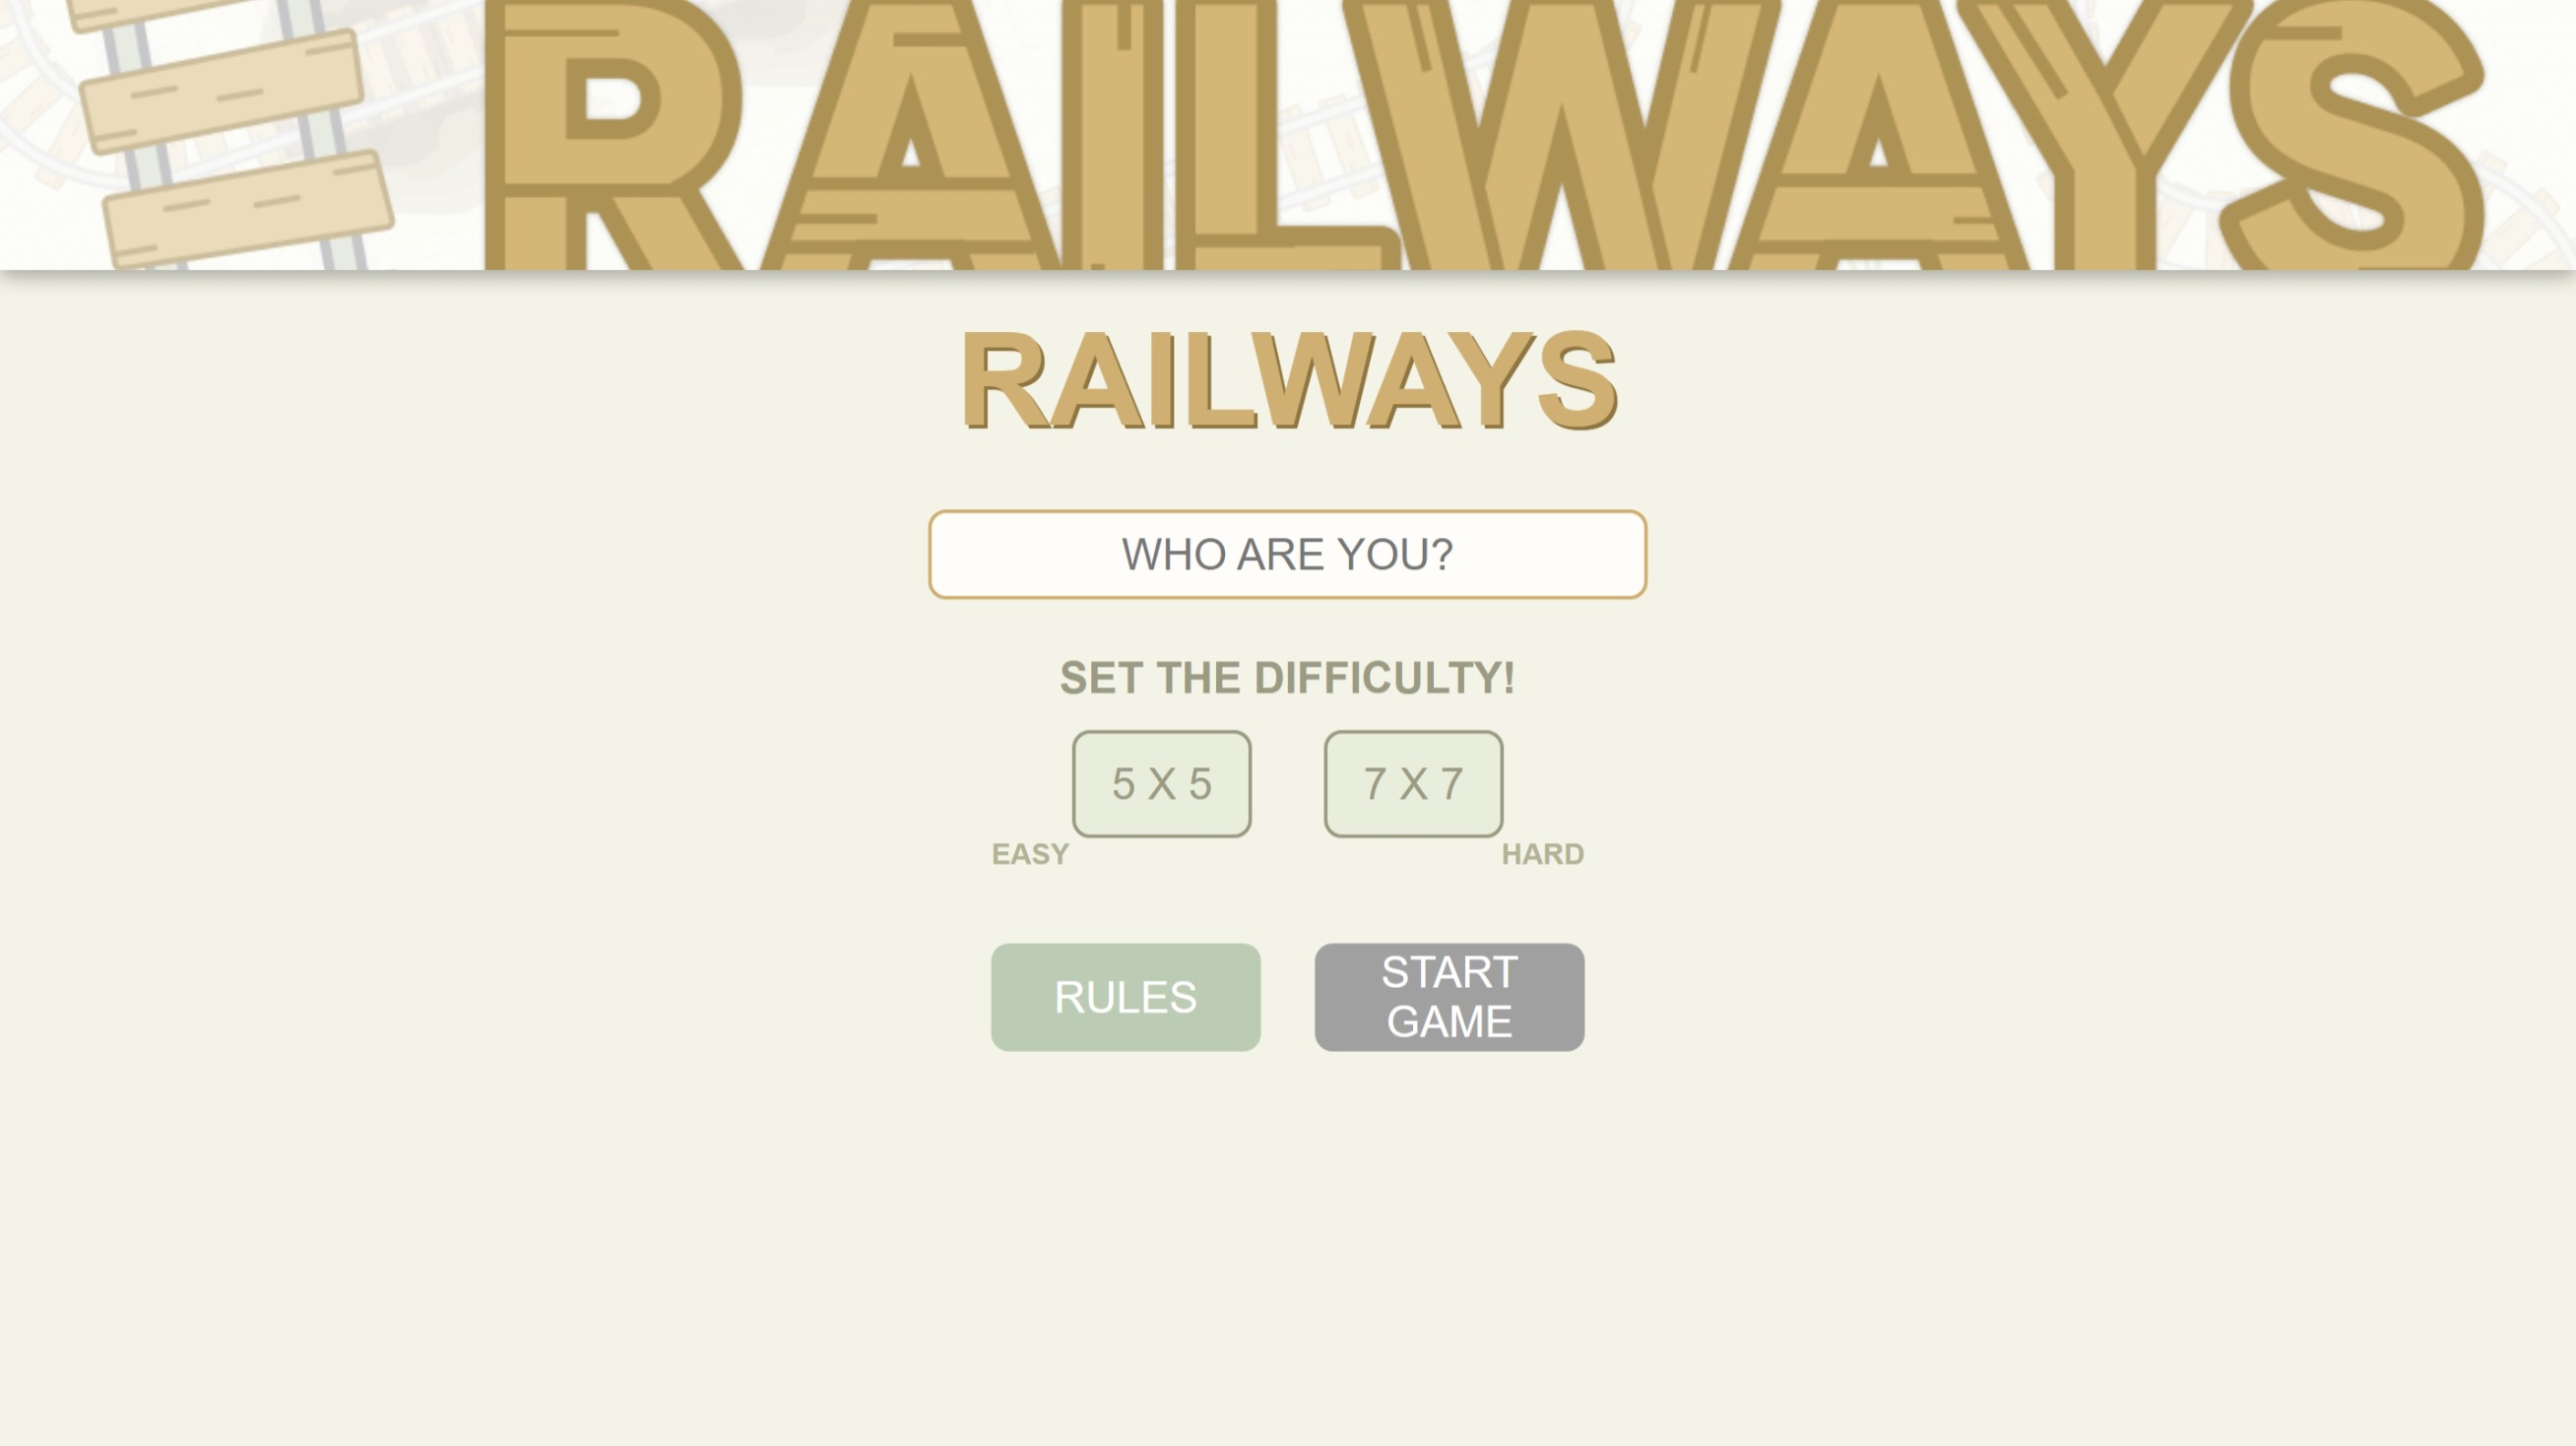 RAILWAYS
RAILWAYS
WHO ARE YOU?
SET THE DIFFICULTY!
5 X 5 7 X 7
EASY HARD
RULES
START
GAME